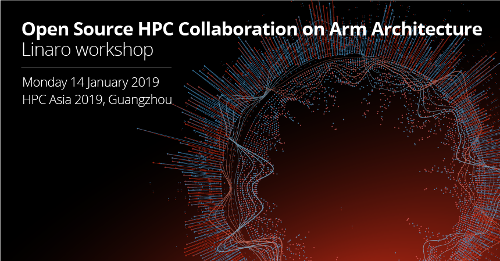 Open Source HPC Collaboration on Arm Architecture
Linaro workshop
Monday 14 January 2019
HPC Asia 2019, Guangzhou